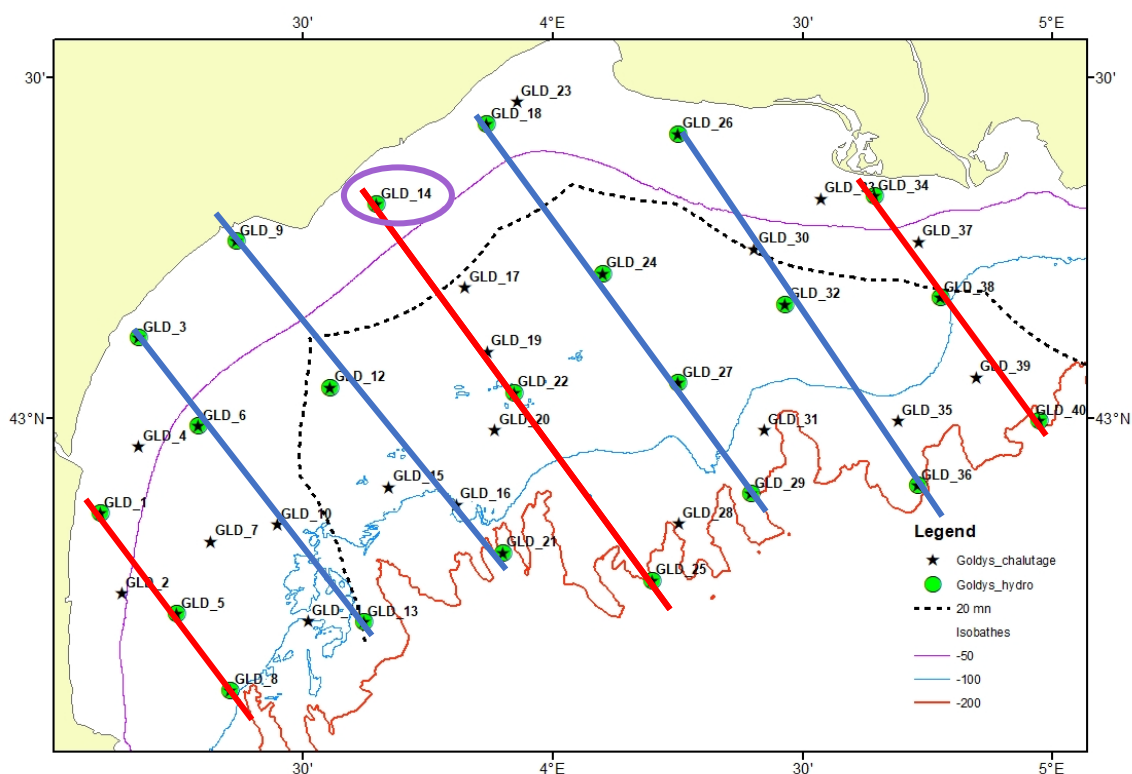 30' 4°E 30' 5°E
30' 30'
GLD_23
GLD_18
GLD_26
GLD_14
GLD_33 GLD_34
GLD_9
GLD_30 GLD_37
GLD_24
GLD_17
GLD_32 GLD_38
GLD_3
GLD_19
GLD_12 GLD_22 GLD_27 GLD_39
43°N 43°N
GLD_6 GLD_20 GLD_31 GLD_35 GLD_40
GLD_4
GLD_15 GLD_16 GLD_29 GLD_36
GLD_1 GLD_10 GLD_28
GLD_7 GLD_21
GLD_2 GLD_5 GLD_25
GLD_ GLD_13
GLD_8
Legend
Goldys_chalutage
Goldys_hydro
20 mn
Isobathes
-50
-100
-200
30' 4°E 30' 5°E